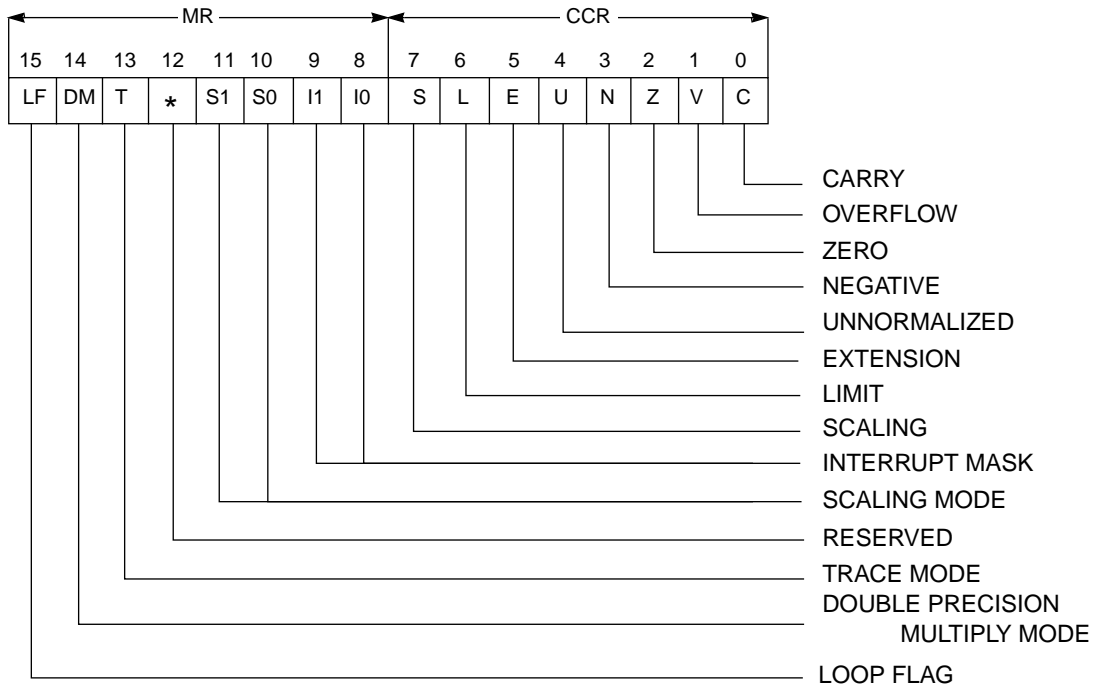 MR CCR
15 14 13 12 11 10 9 8 7 6 5 4 3 2 1 0
LF DM T * S1 S0 I1 I0 S L E U N Z V C
CARRY
OVERFLOW
ZERO
NEGATIVE
UNNORMALIZED
EXTENSION
LIMIT
SCALING
INTERRUPT MASK
SCALING MODE
RESERVED
TRACE MODE
DOUBLE PRECISION
MULTIPLY MODE
LOOP FLAG